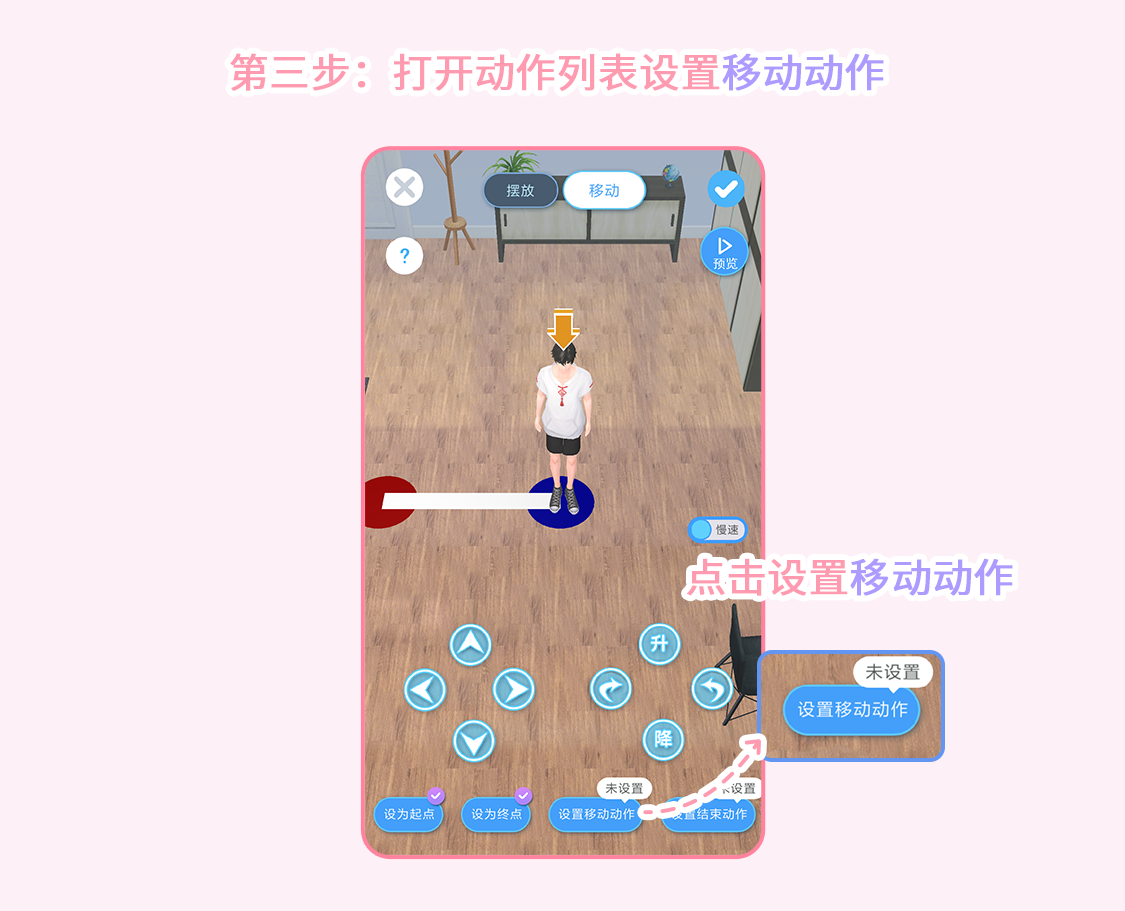 第三步：打开动作列表设置移动动作
摆放
移动
?
预览
慢速
点击设置移动动作
升
降
未设置
设置移动动作
未设置
未设置
设为起点
设为终点
设置移动动作
设置结束动作